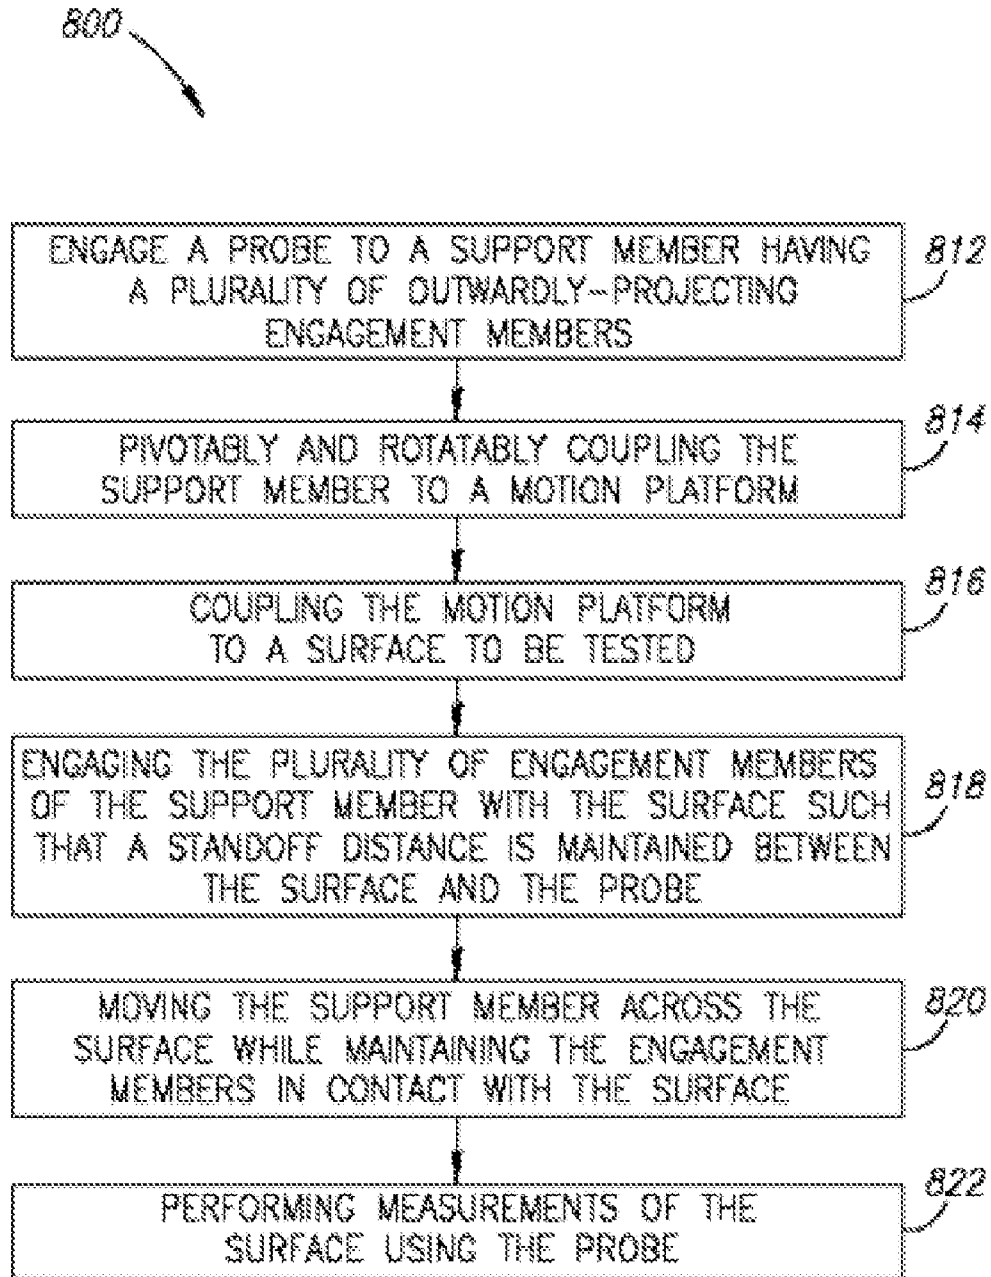 800
ENGAGE A PROBE TO A SUPPORT MEMBER HAVING
A PLURALITY OF OUTWARDLY-PROJECTING
ENGAGEMENT MEMBERS
812
PIVOTABLY AND ROTATABLY COUPLING THE
SUPPORT MEMBER TO A MOTION PLATFORM
814
COUPLING THE MOTION PLATFORM
TO A SURFACE TO BE TESTED
816
ENGAGING THE PLURALITY OF ENGAGEMENT MEMBERS
OF THE SUPPORT MEMBER WITH THE SURFACE SUCH
THAT A STANDOFF DISTANCE IS MAINTAINED BETWEEN
THE SURFACE AND THE PROBE
818
MOVING THE SUPPORT MEMBER ACROSS THE
SURFACE WHILE MAINTAINING THE ENGAGEMENT
MEMBERS IN CONTACT WITH THE SURFACE
820
PERFORMING MEASUREMENTS OF THE
SURFACE USING THE PROBE
822